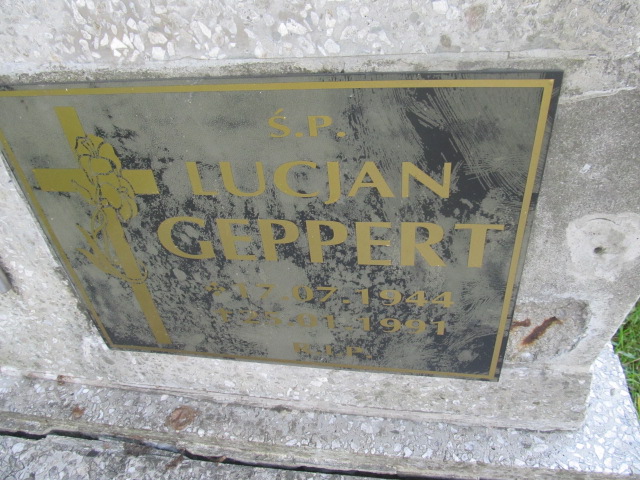 Ś.P.
LUCJAN
GEPPERT
* 17.07.1944
† 25.01.1991
R.I.P.